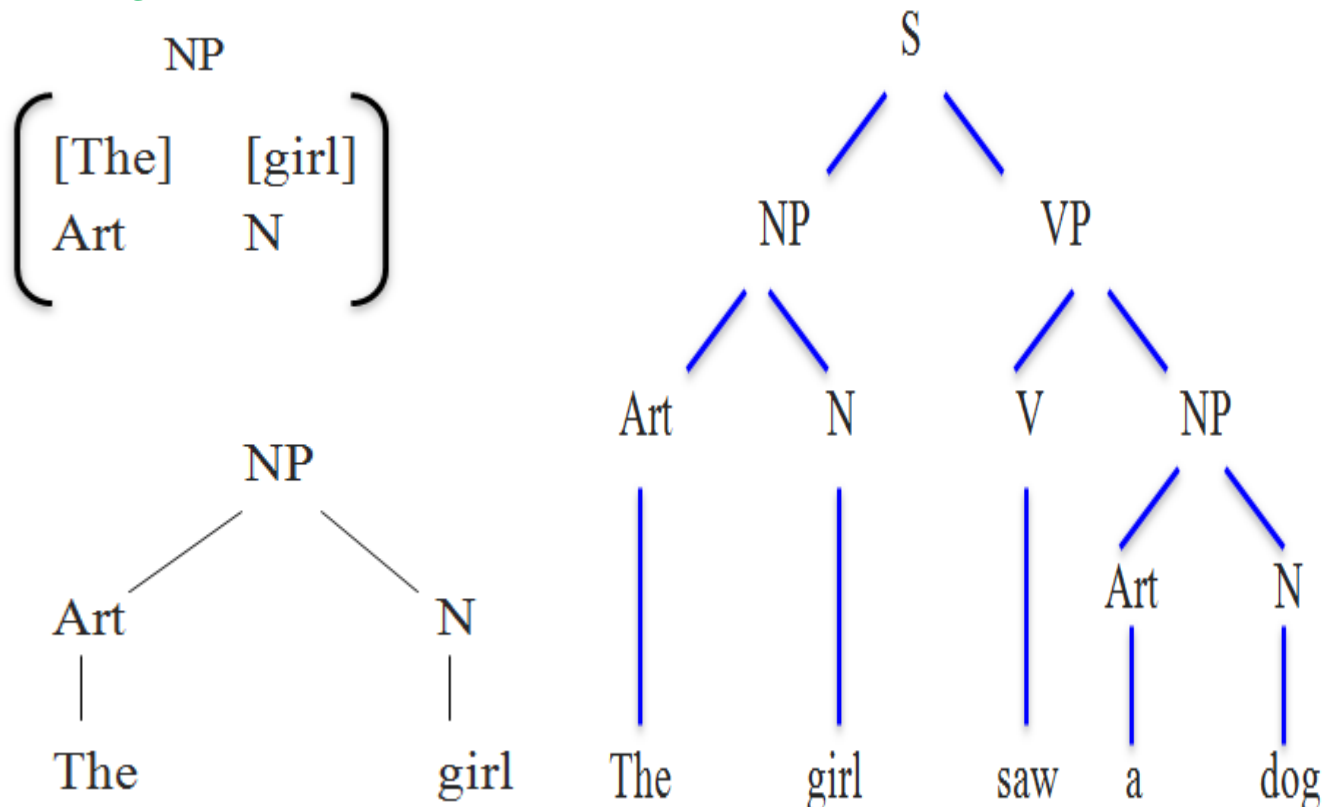 NP
[The] [girl]
Art N
NP
Art N
The girl
S
NP VP
Art N V NP
Art N
The girl saw a dog